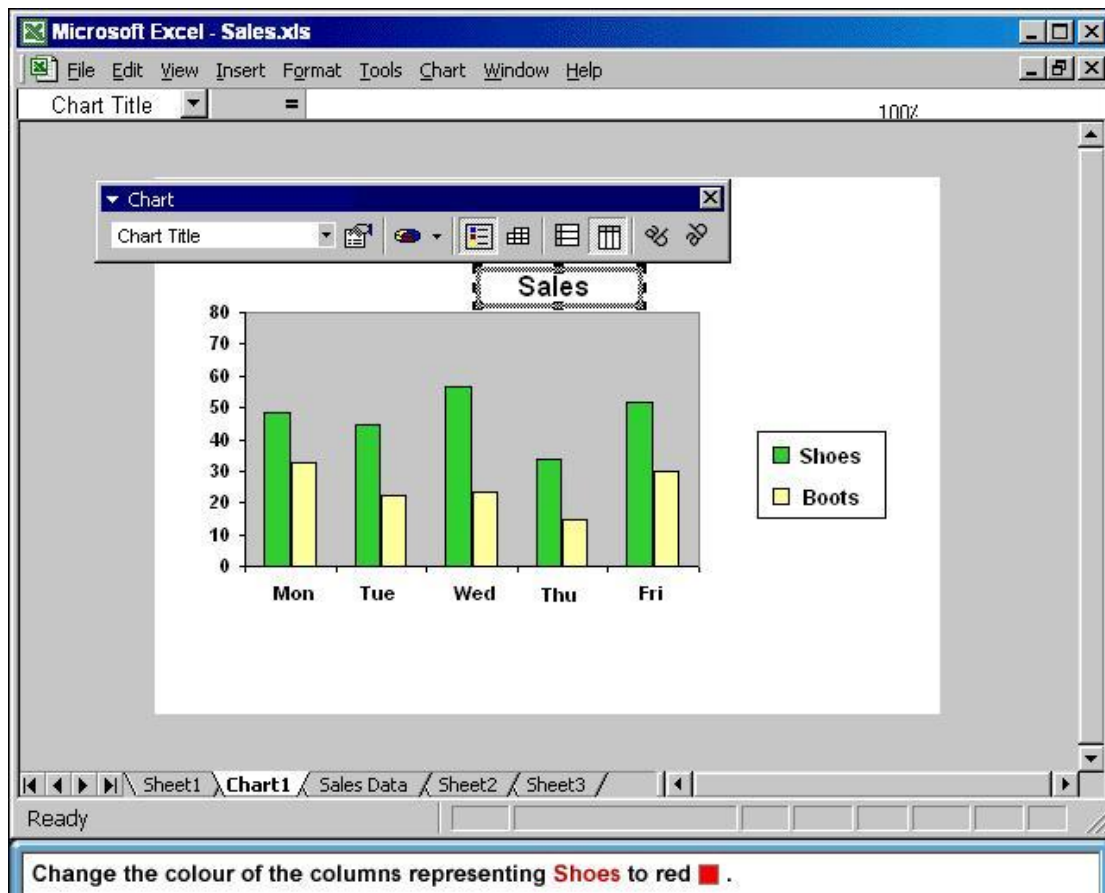 Microsoft Excel - Sales.xls
File Edit View Insert Format Tools Chart Window Help
Chart Title =
100%
Chart
Chart Title
Sales
80
70
60
50
40
30
20
10
0
Shoes
Boots
Mon Tue Wed Thu Fri
Sheet1 Chart1 Sales Data Sheet2 Sheet3
Ready
Change the colour of the columns representing Shoes to red .